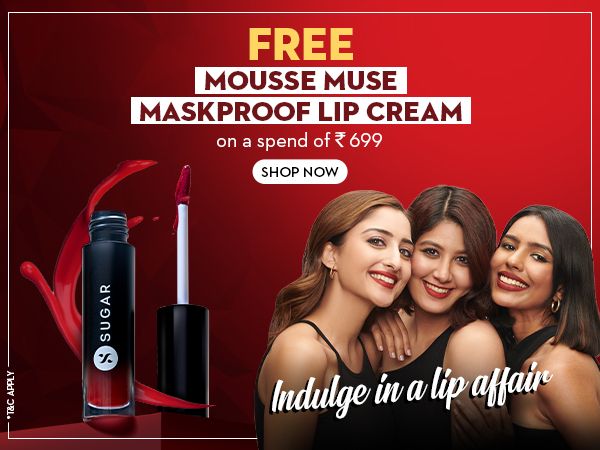 FREE
MOUSSE MUSE
MASKPROOF LIP CREAM
on a spend of ₹ 699
SHOP NOW
SUGAR
Indulge in a lip affair
*T&C APPLY